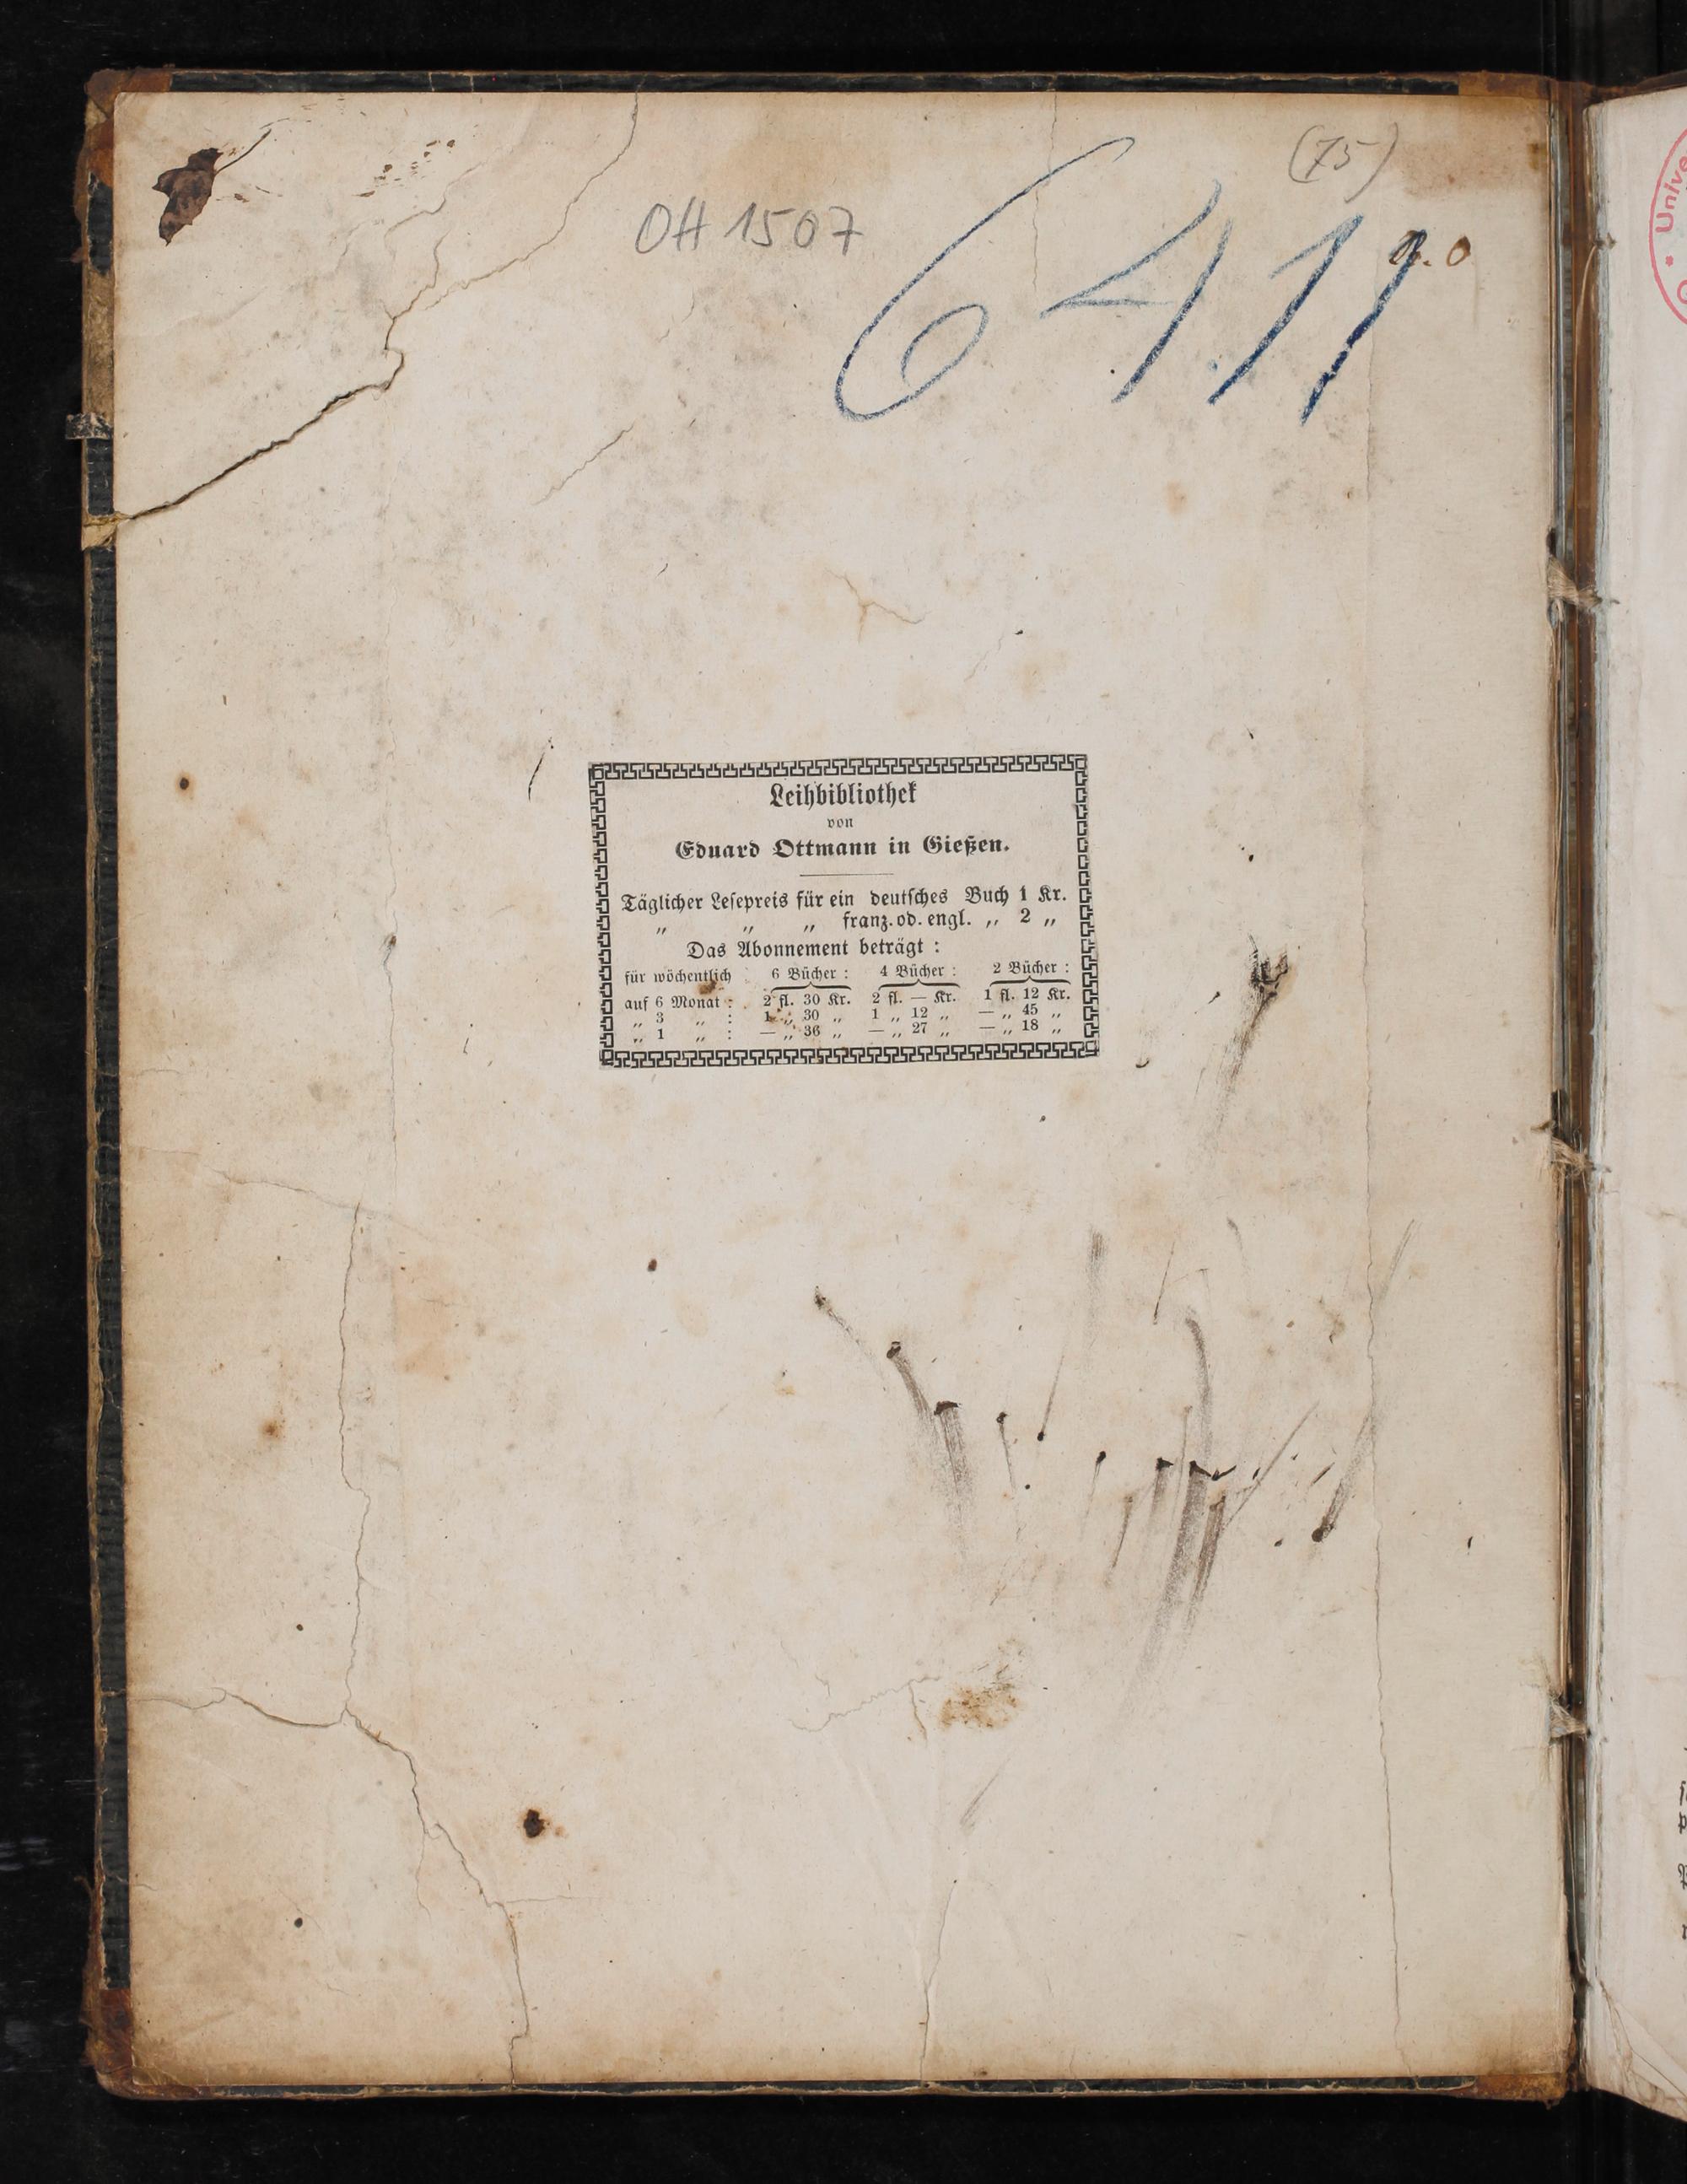 (75)
OH 1507
6411
Leihbibliothek
von
Eduard Ottmann in Gießen.
Täglicher Lesepreis für ein deutsches Buch 1 Kr.
„ „ „ franz. od. engl. „ 2 „
Das Abonnement beträgt :
für wöchentlich 6 Bücher : 4 Bücher : 2 Bücher :
auf 6 Monat : 2 fl. 30 Kr. 2 fl. — Kr. 1 fl. 12 Kr.
„ 3 „ : 1 „ 30 „ 1 „ 12 „ — „ 45 „
„ 1 „ : — „ 36 „ — „ 27 „ — „ 18 „